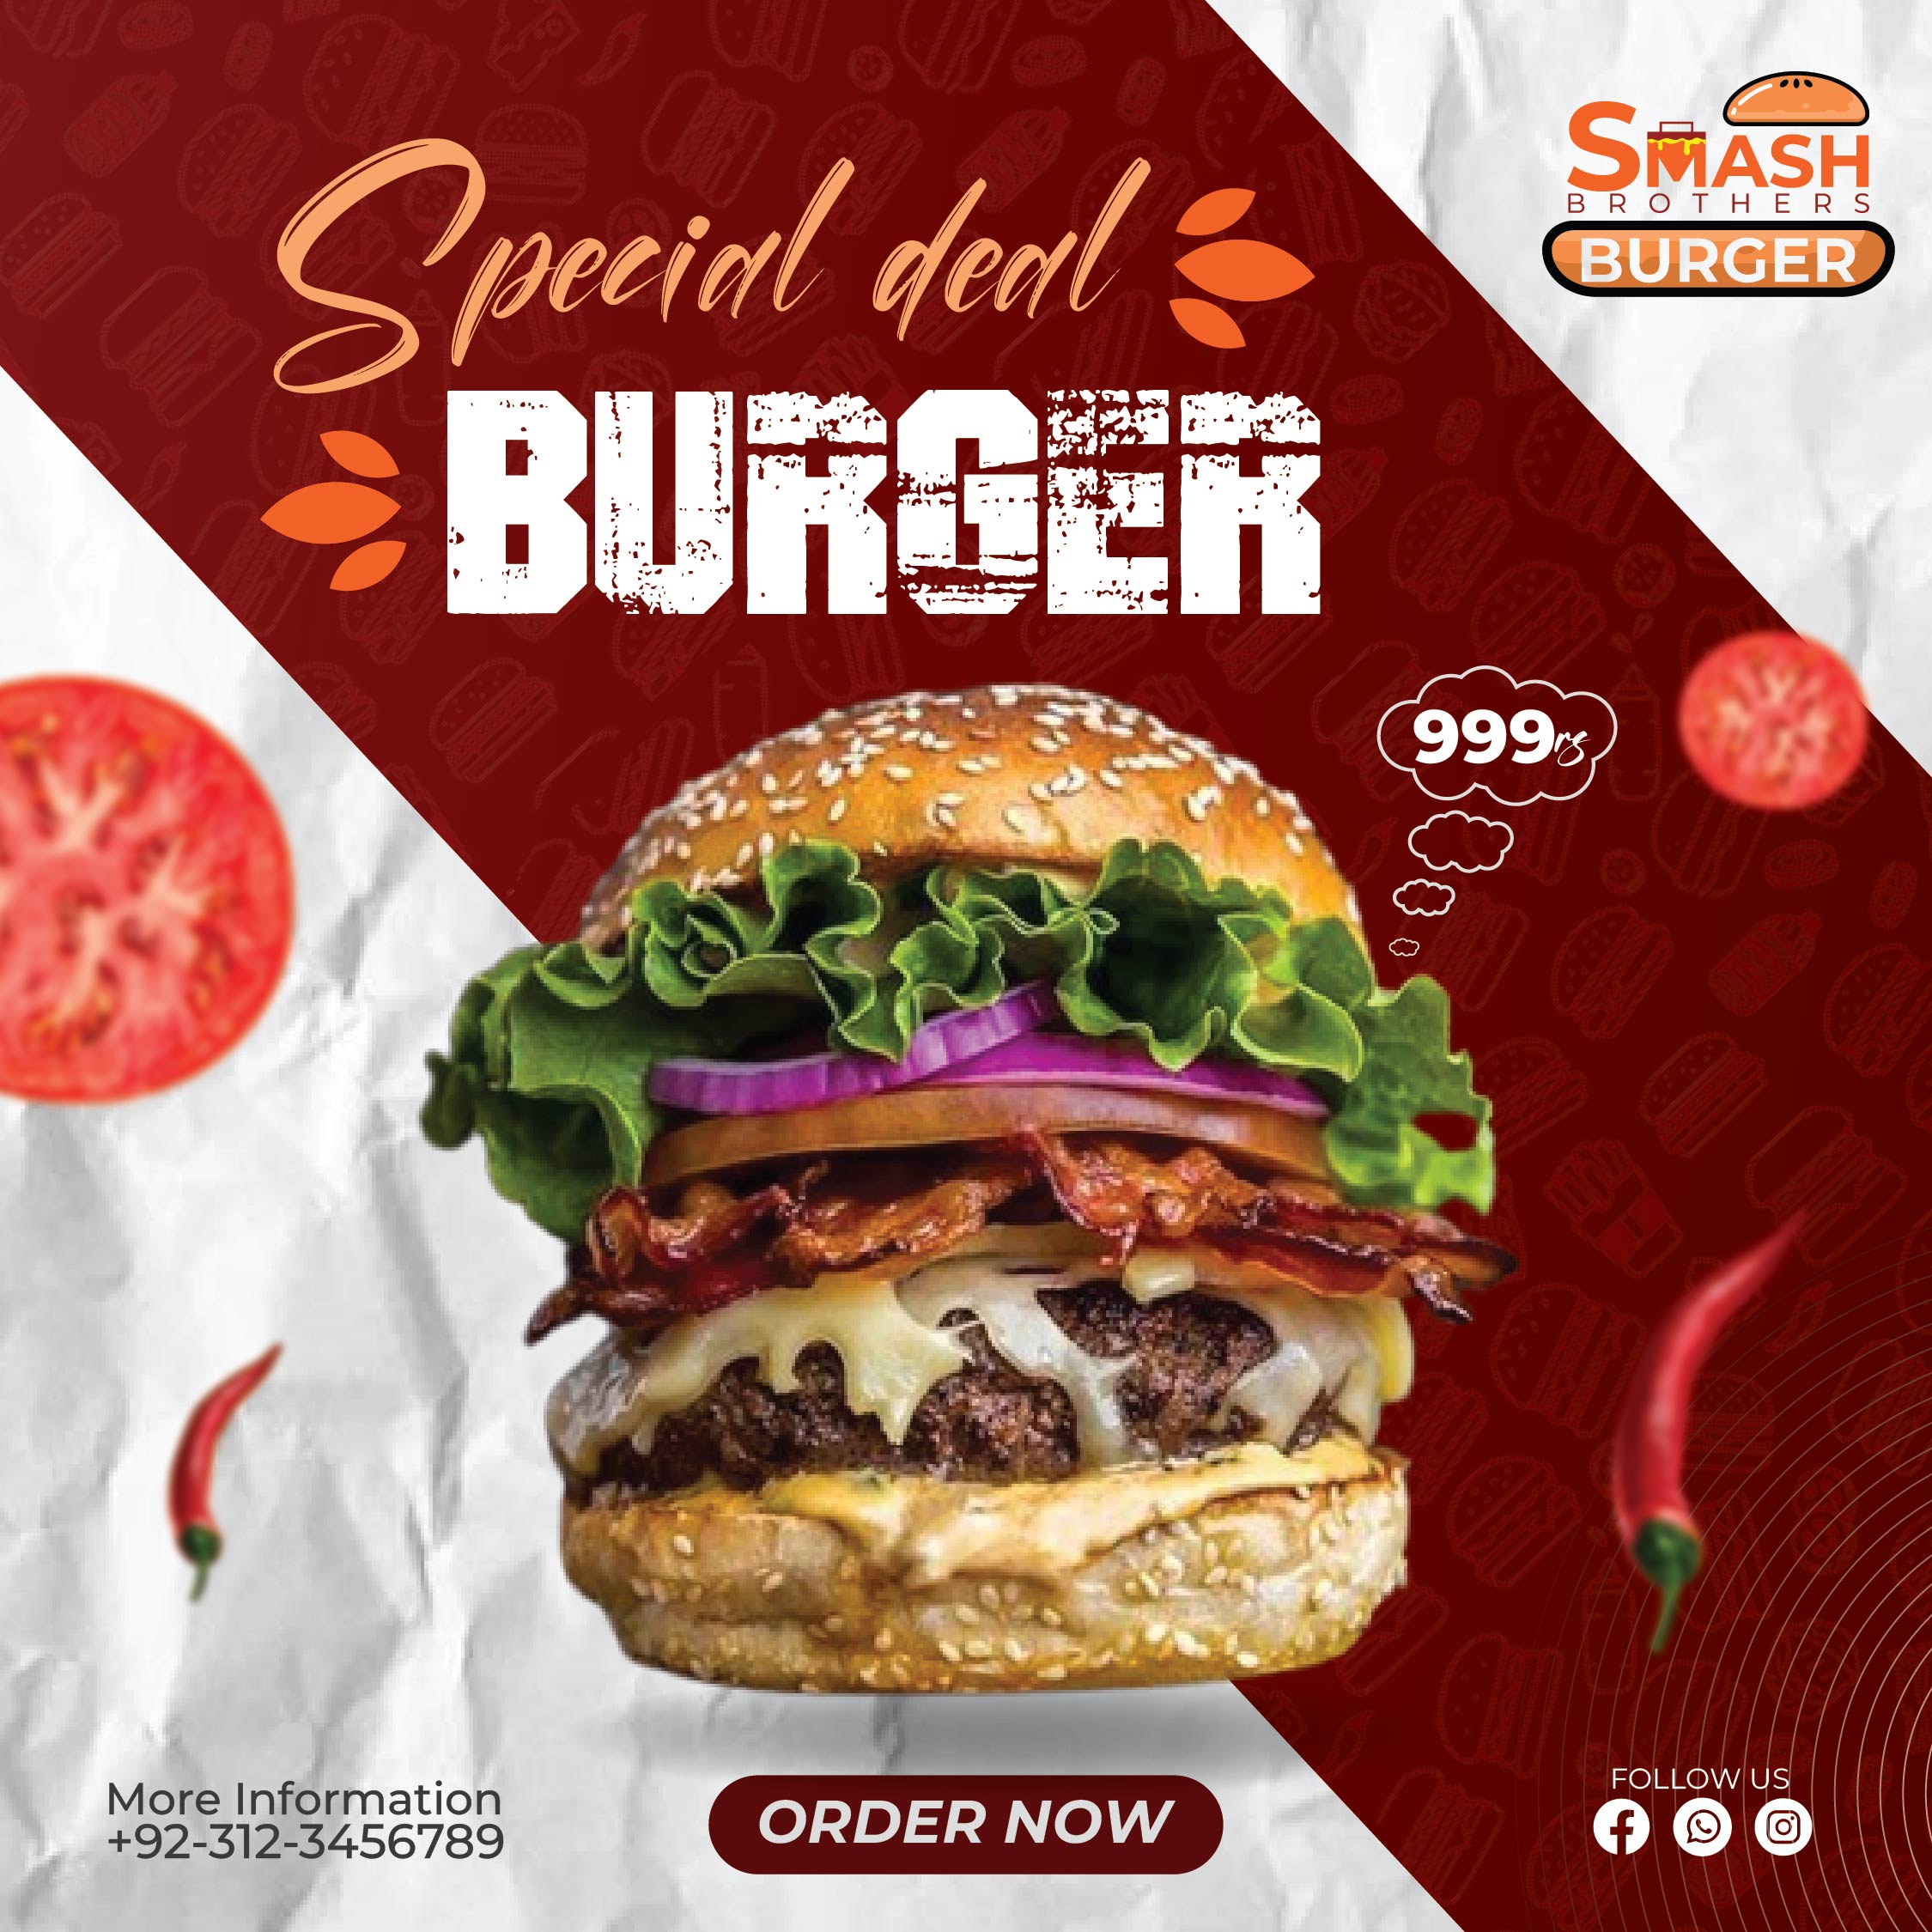 SMASH
BROTHERS
BURGER
Special deal
BURGER
999rs
More Information
+92-312-3456789
ORDER NOW
FOLLOW US